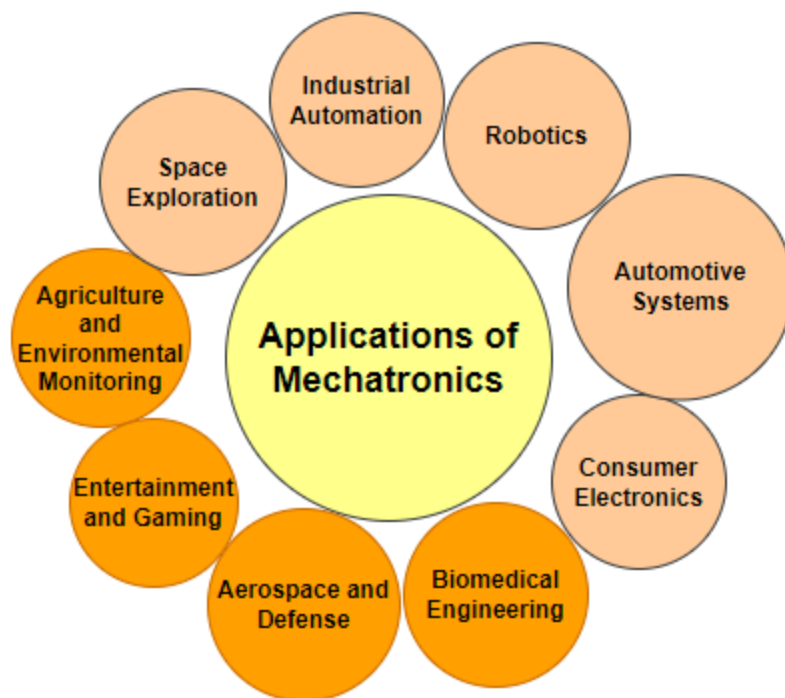 Applications of
Mechatronics
Industrial
Automation
Robotics
Automotive
Systems
Consumer
Electronics
Biomedical
Engineering
Aerospace and
Defense
Entertainment
and Gaming
Agriculture
and
Environmental
Monitoring
Space
Exploration